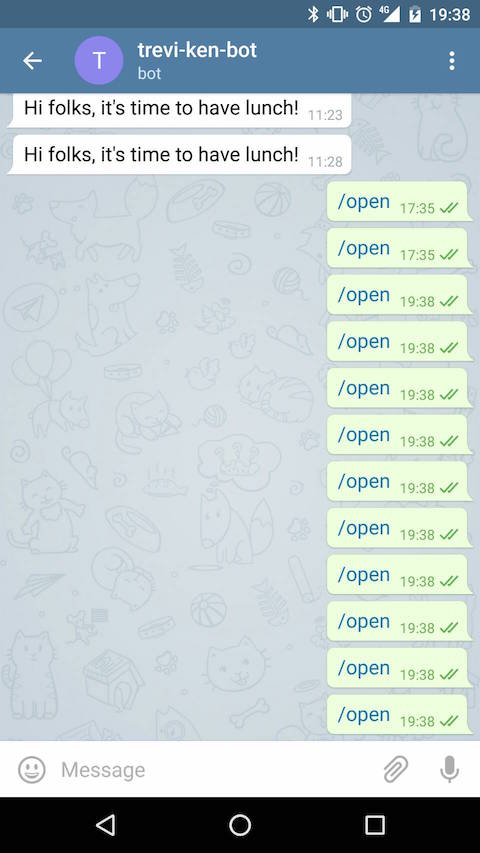 4G 19:38
T trevi-ken-bot
bot
Hi folks, it's time to have lunch! 11:23
Hi folks, it's time to have lunch! 11:28
/open 17:35
/open 17:35
/open 19:38
/open 19:38
/open 19:38
/open 19:38
/open 19:38
/open 19:38
/open 19:38
/open 19:38
/open 19:38
/open 19:38
Message